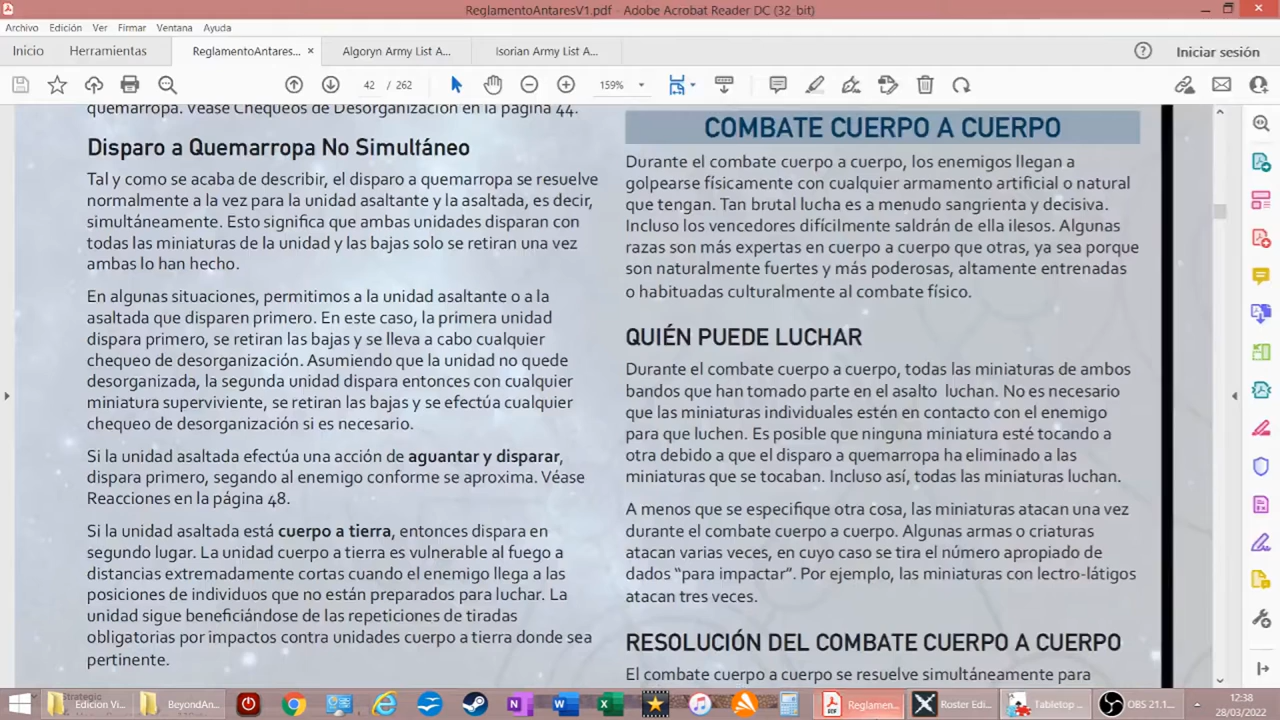 ReglamentoAntaresV1.pdf - Adobe Acrobat Reader DC (32-bit)
Archivo Edición Ver Firmar Ventana Ayuda
Inicio Herramientas ReglamentoAntares... × Algoryn Army List A... Isorian Army List A... Iniciar sesión
42 / 262 159%
quemarropa. Véase Chequeos de Desorganización en la página 44.
Disparo a Quemarropa No Simultáneo
Tal y como se acaba de describir, el disparo a quemarropa se resuelve
normalmente a la vez para la unidad asaltante y la asaltada, es decir,
simultáneamente. Esto significa que ambas unidades disparan con
todas las miniaturas de la unidad y las bajas solo se retiran una vez
ambas lo han hecho.
En algunas situaciones, permitimos a la unidad asaltante o a la
asaltada que disparen primero. En este caso, la primera unidad
dispara primero, se retiran las bajas y se lleva a cabo cualquier
chequeo de desorganización. Asumiendo que la unidad no quede
desorganizada, la segunda unidad dispara entonces con cualquier
miniatura superviviente, se retiran las bajas y se efectúa cualquier
chequeo de desorganización si es necesario.
Si la unidad asaltada efectúa una acción de aguantar y disparar,
dispara primero, segando al enemigo conforme se aproxima. Véase
Reacciones en la página 48.
Si la unidad asaltada está cuerpo a tierra, entonces dispara en
segundo lugar. La unidad cuerpo a tierra es vulnerable al fuego a
distancias extremadamente cortas cuando el enemigo llega a las
posiciones de individuos que no están preparados para luchar. La
unidad sigue beneficiándose de las repeticiones de tiradas
obligatorias por impactos contra unidades cuerpo a tierra donde sea
pertinente.
COMBATE CUERPO A CUERPO
Durante el combate cuerpo a cuerpo, los enemigos llegan a
golpearse físicamente con cualquier armamento artificial o natural
que tengan. Tan brutal lucha es a menudo sangrienta y decisiva.
Incluso los vencedores difícilmente saldrán de ella ilesos. Algunas
razas son más expertas en cuerpo a cuerpo que otras, ya sea porque
son naturalmente fuertes y más poderosas, altamente entrenadas
o habituadas culturalmente al combate físico.
QUIÉN PUEDE LUCHAR
Durante el combate cuerpo a cuerpo, todas las miniaturas de ambos
bandos que han tomado parte en el asalto luchan. No es necesario
que las miniaturas individuales estén en contacto con el enemigo
para que luchen. Es posible que ninguna miniatura esté tocando a
otra debido a que el disparo a quemarropa ha eliminado a las
miniaturas que se tocaban. Incluso así, todas las miniaturas luchan.
A menos que se especifique otra cosa, las miniaturas atacan una vez
durante el combate cuerpo a cuerpo. Algunas armas o criaturas
atacan varias veces, en cuyo caso se tira el número apropiado de
dados “para impactar”. Por ejemplo, las miniaturas con lectro-látigos
atacan tres veces.
RESOLUCIÓN DEL COMBATE CUERPO A CUERPO
El combate cuerpo a cuerpo se resuelve simultáneamente para
Strategic
Edicion Vi... BeyondAn... Reglamen... Roster Edi... Tabletop ... OBS 21.1... 12:38
28/03/2022